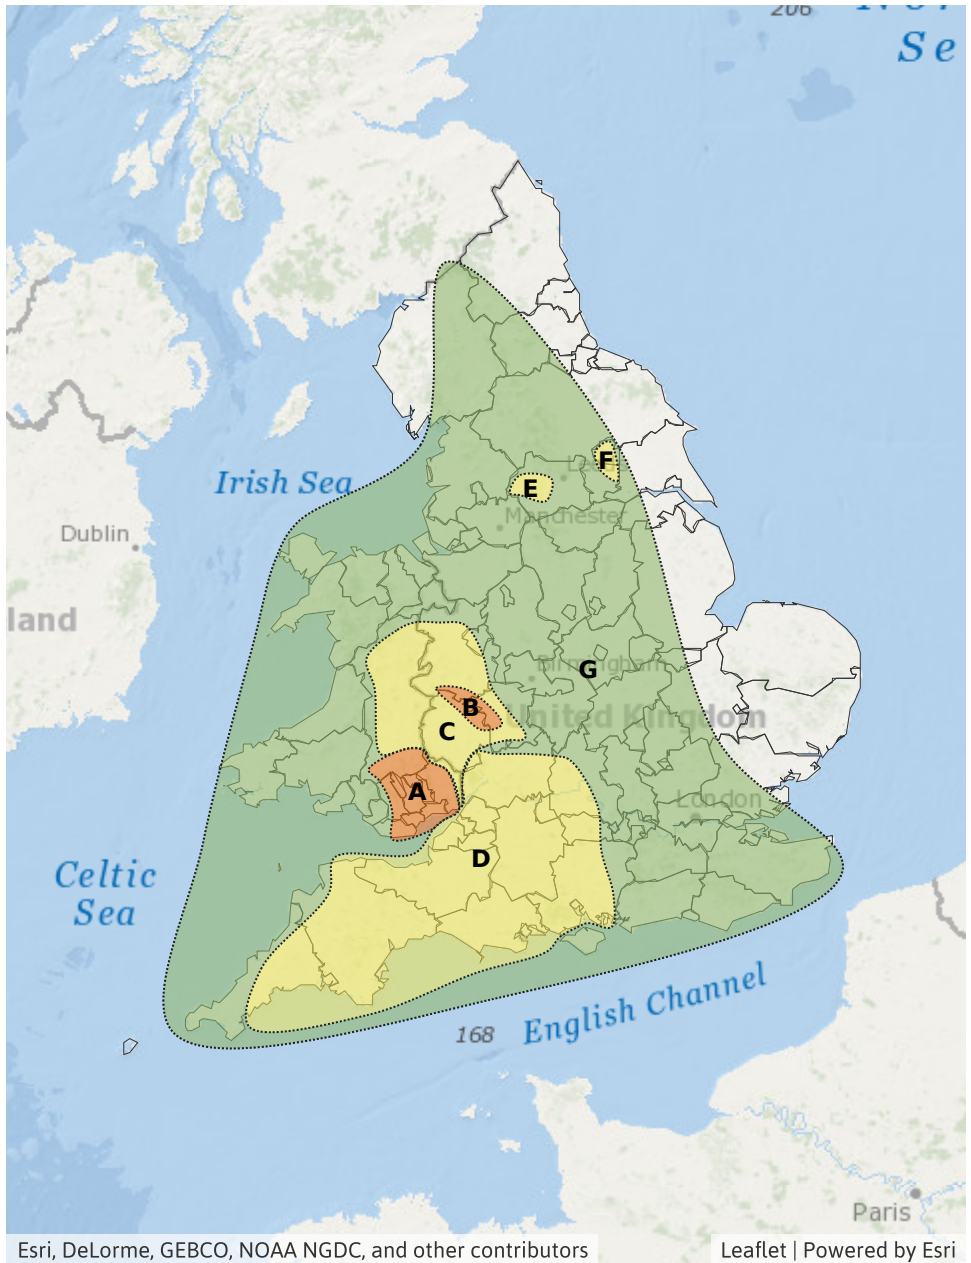 206
Se
Irish Sea
Leeds
F
E
Manchester
Dublin
land
Birmingham
G
B
United Kingdom
C
A
London
D
Celtic
Sea
English Channel
168
Paris
Esri, DeLorme, GEBCO, NOAA NGDC, and other contributors
Leaflet | Powered by Esri